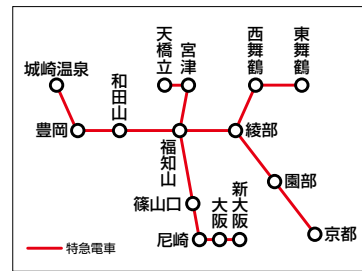 城崎温泉
和田山
天橋立
宮津
西舞鶴
東舞鶴
豊岡
福知山
綾部
園部
京都
篠山口
尼崎
大阪
新大阪
特急電車